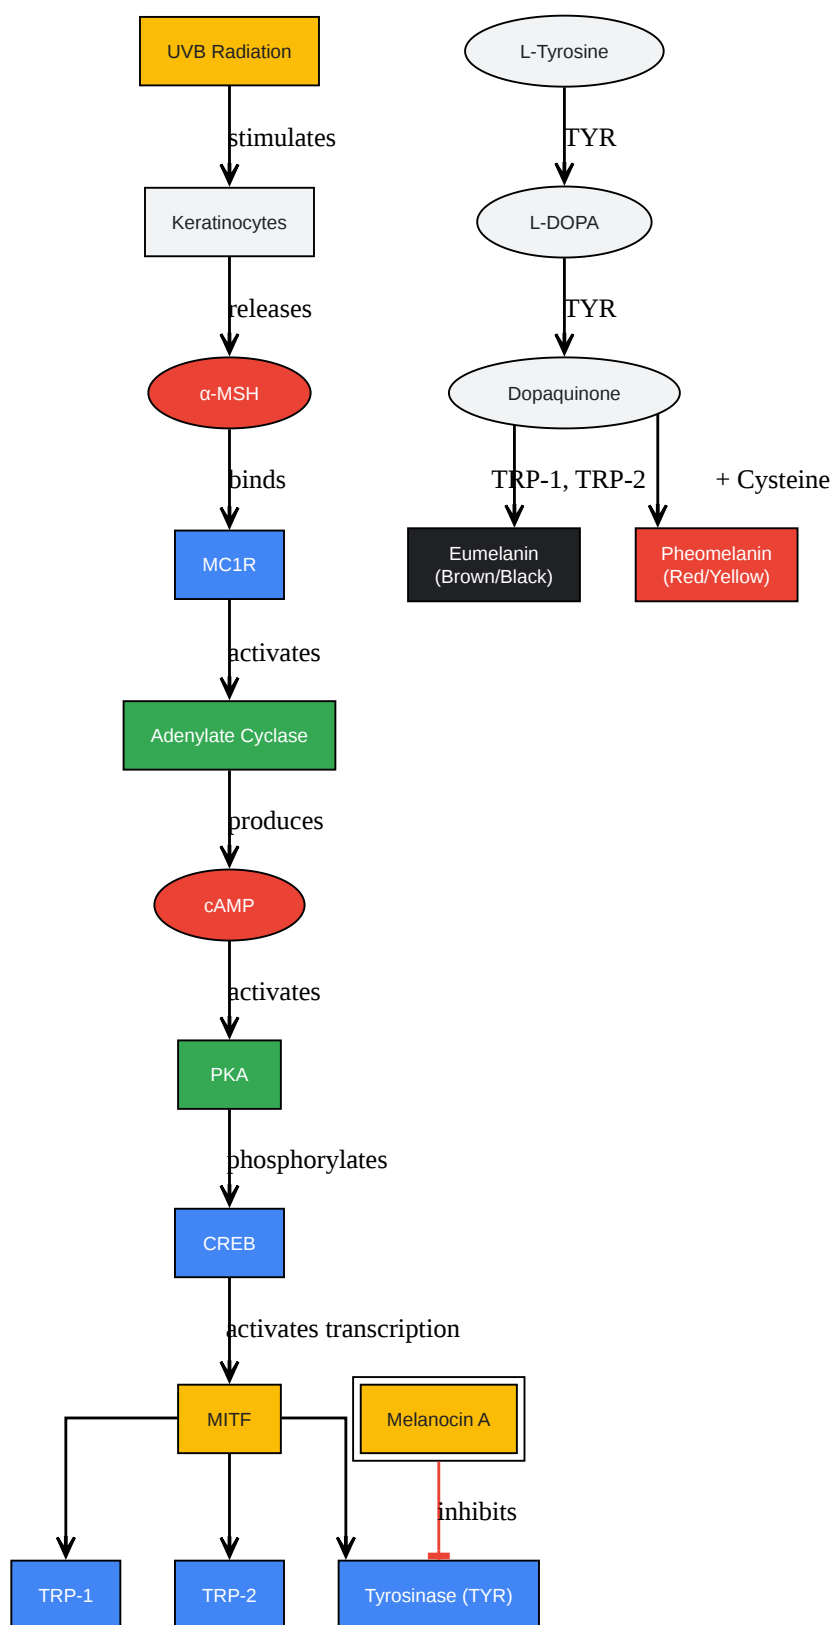 UVB Radiation
stimulates
Keratinocytes
releases
α-MSH
binds
MC1R
activates
Adenylate Cyclase
produces
cAMP
activates
PKA
phosphorylates
CREB
activates transcription
MITF
Melanocin A
inhibits
TRP-1
TRP-2
Tyrosinase (TYR)
L-Tyrosine
TYR
L-DOPA
TYR
Dopaquinone
TRP-1, TRP-2
+ Cysteine
Eumelanin
(Brown/Black)
Pheomelanin
(Red/Yellow)